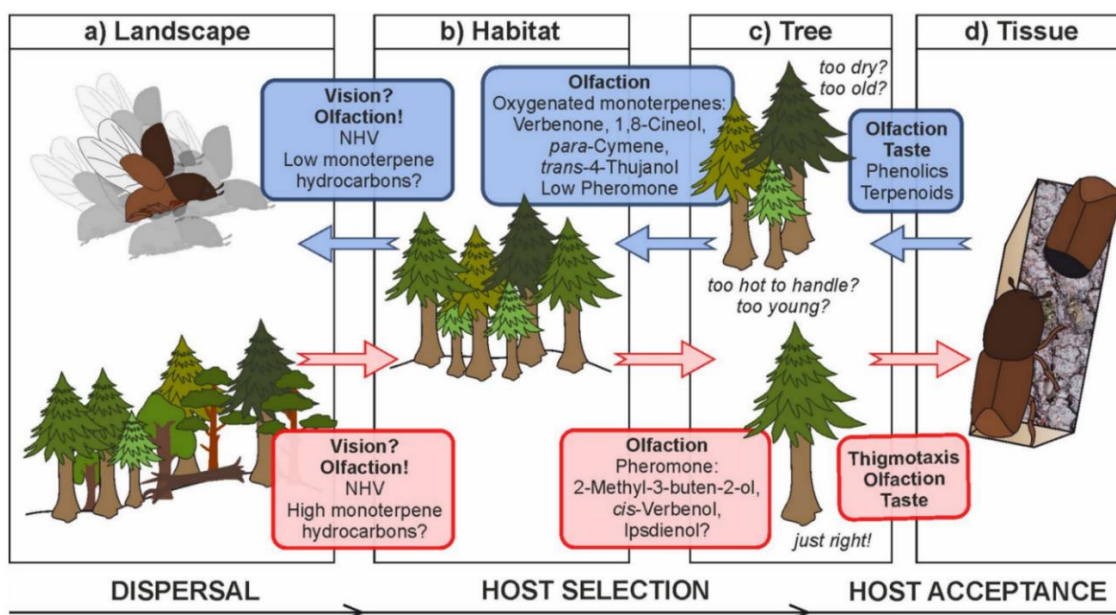 a) Landscape
b) Habitat
c) Tree
d) Tissue
Vision?
Olfaction!
NHV
Low monoterpene
hydrocarbons?
Olfaction
Oxygenated monoterpenes:
Verbenone, 1,8-Cineol,
para-Cymene,
trans-4-Thujanol
Low Pheromone
too dry?
too old?
Olfaction
Taste
Phenolics
Terpenoids
too hot to handle?
too young?
Vision?
Olfaction!
NHV
High monoterpene
hydrocarbons?
Olfaction
Pheromone:
2-Methyl-3-buten-2-ol,
cis-Verbenol,
Ipsdienol?
just right!
Thigmotaxis
Olfaction
Taste
DISPERSAL
HOST SELECTION
HOST ACCEPTANCE